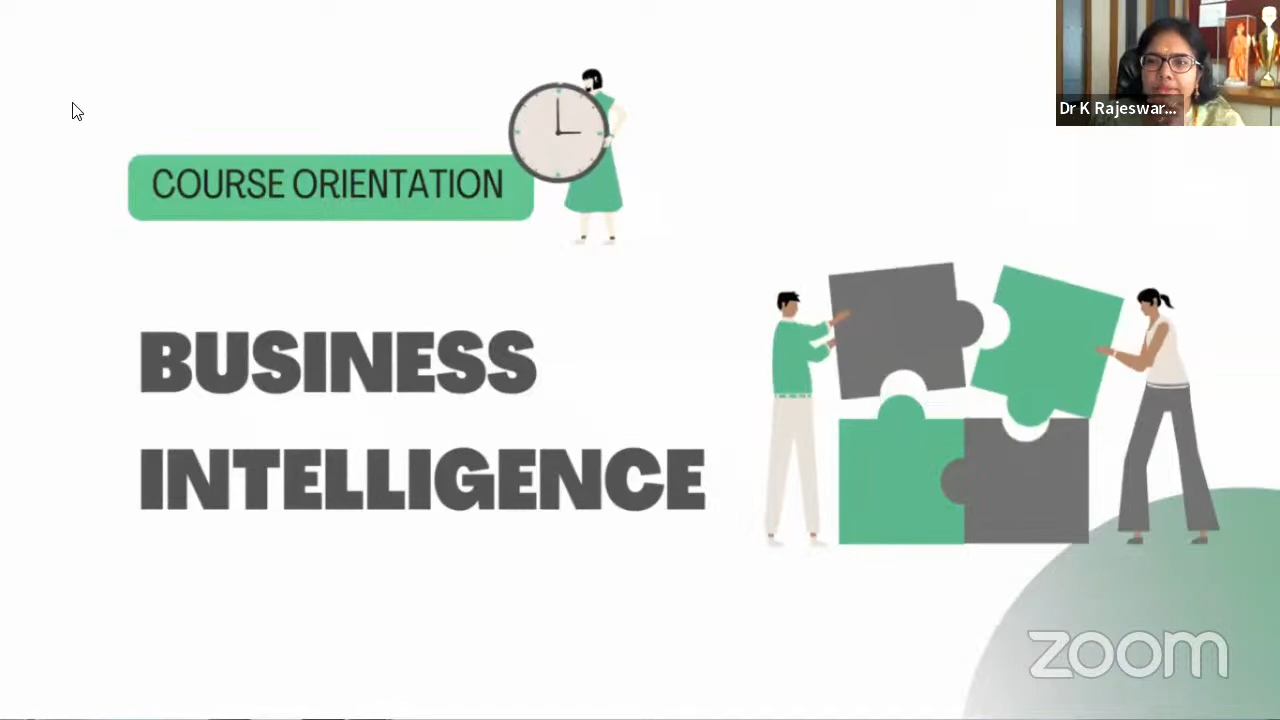 Dr K Rajeswar...
COURSE ORIENTATION
BUSINESS
INTELLIGENCE
zoom